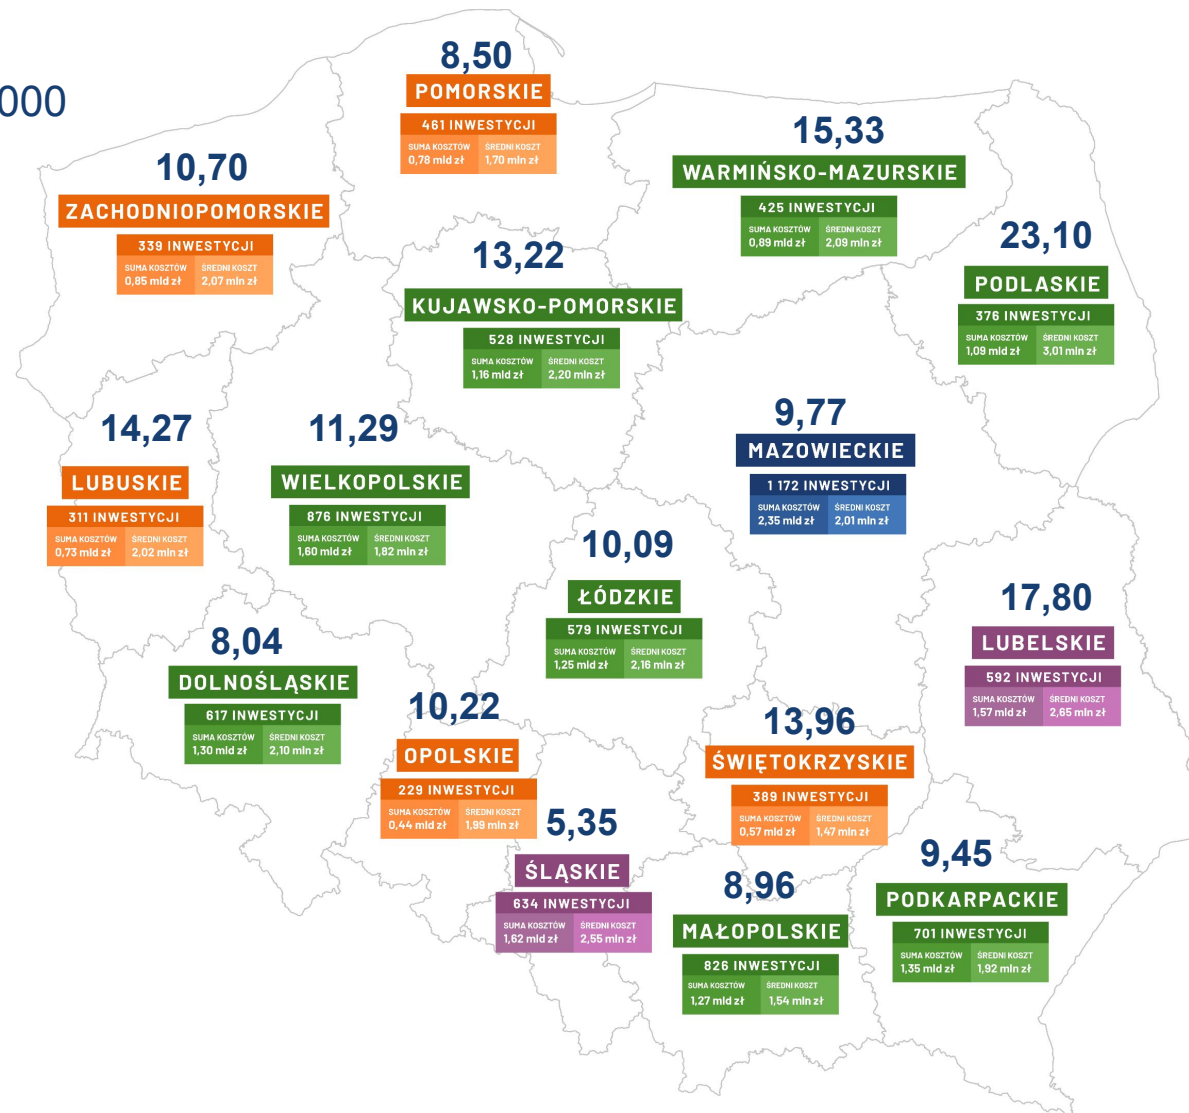 000
8,50
POMORSKIE
461 INWESTYCJI
SUMA KOSZTÓW ŚREDNI KOSZT
0,78 mld zł 1,70 mln zł
15,33
WARMIŃSKO-MAZURSKIE
425 INWESTYCJI
SUMA KOSZTÓW ŚREDNI KOSZT
0,89 mld zł 2,09 mln zł
10,70
ZACHODNIOPOMORSKIE
339 INWESTYCJI
SUMA KOSZTÓW ŚREDNI KOSZT
0,85 mld zł 2,07 mln zł
13,22
KUJAWSKO-POMORSKIE
528 INWESTYCJI
SUMA KOSZTÓW ŚREDNI KOSZT
1,16 mld zł 2,20 mln zł
23,10
PODLASKIE
376 INWESTYCJI
SUMA KOSZTÓW ŚREDNI KOSZT
1,09 mld zł 3,01 mln zł
14,27
LUBUSKIE
311 INWESTYCJI
SUMA KOSZTÓW ŚREDNI KOSZT
0,73 mld zł 2,02 mln zł
11,29
WIELKOPOLSKIE
876 INWESTYCJI
SUMA KOSZTÓW ŚREDNI KOSZT
1,60 mld zł 1,82 mln zł
9,77
MAZOWIECKIE
1 172 INWESTYCJI
SUMA KOSZTÓW ŚREDNI KOSZT
2,35 mld zł 2,01 mln zł
10,09
ŁÓDZKIE
579 INWESTYCJI
SUMA KOSZTÓW ŚREDNI KOSZT
1,25 mld zł 2,16 mln zł
17,80
LUBELSKIE
592 INWESTYCJI
SUMA KOSZTÓW ŚREDNI KOSZT
1,57 mld zł 2,65 mln zł
8,04
DOLNOŚLĄSKIE
617 INWESTYCJI
SUMA KOSZTÓW ŚREDNI KOSZT
1,30 mld zł 2,10 mln zł
10,22
OPOLSKIE
229 INWESTYCJI
SUMA KOSZTÓW ŚREDNI KOSZT
0,44 mld zł 1,99 mln zł
13,96
ŚWIĘTOKRZYSKIE
389 INWESTYCJI
SUMA KOSZTÓW ŚREDNI KOSZT
0,57 mld zł 1,47 mln zł
5,35
ŚLĄSKIE
634 INWESTYCJI
SUMA KOSZTÓW ŚREDNI KOSZT
1,62 mld zł 2,55 mln zł
8,96
MAŁOPOLSKIE
826 INWESTYCJI
SUMA KOSZTÓW ŚREDNI KOSZT
1,27 mld zł 1,54 mln zł
9,45
PODKARPACKIE
701 INWESTYCJI
SUMA KOSZTÓW ŚREDNI KOSZT
1,35 mld zł 1,92 mln zł